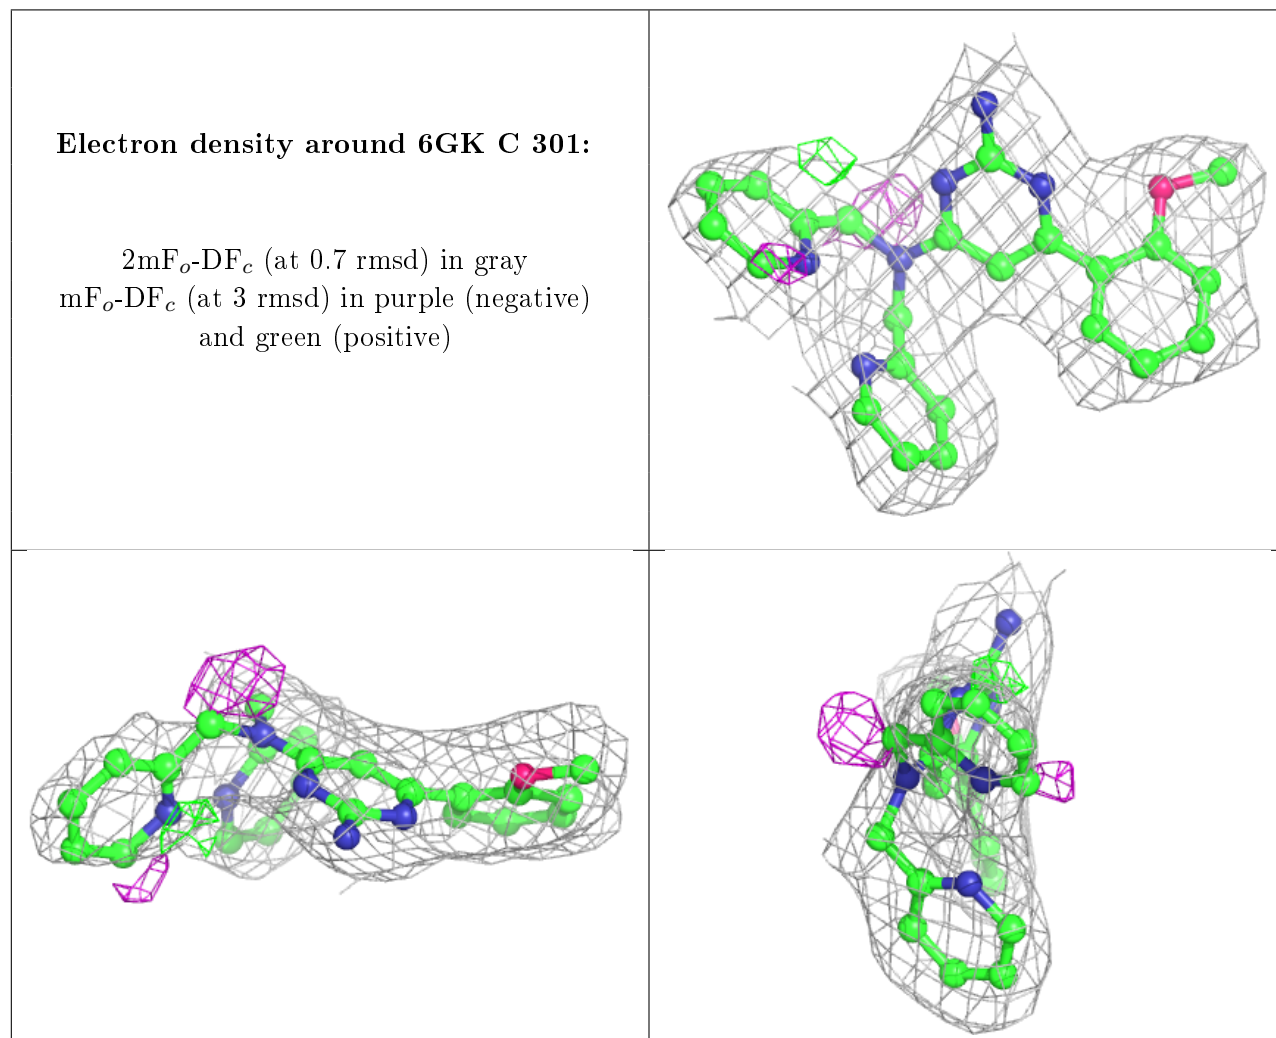 Electron density around 6GK C 301:
2mFo-DFc (at 0.7 rmsd) in gray
mFo-DFc (at 3 rmsd) in purple (negative)
and green (positive)